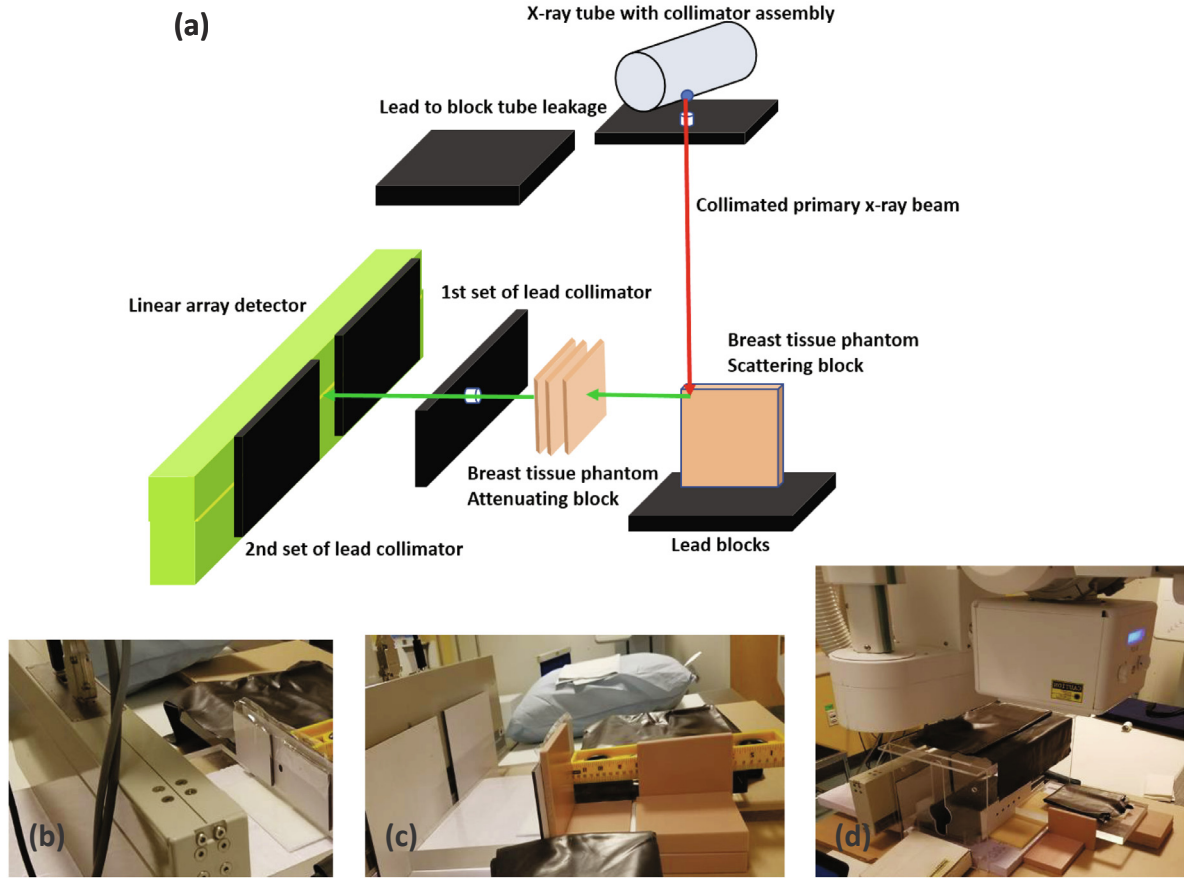 (a)
X-ray tube with collimator assembly
Lead to block tube leakage
Collimated primary x-ray beam
Linear array detector
1st set of lead collimator
Breast tissue phantom
Scattering block
Breast tissue phantom
Attenuating block
2nd set of lead collimator
Lead blocks
(b)
(c)
(d)